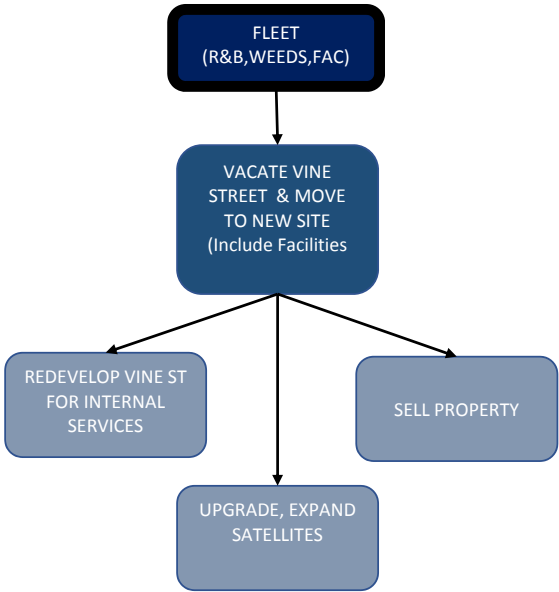 FLEET
(R&B,WEEDS,FAC)
VACATE VINE
STREET & MOVE
TO NEW SITE
(Include Facilities
REDEVELOP VINE ST
FOR INTERNAL
SERVICES
SELL PROPERTY
UPGRADE, EXPAND
SATELLITES